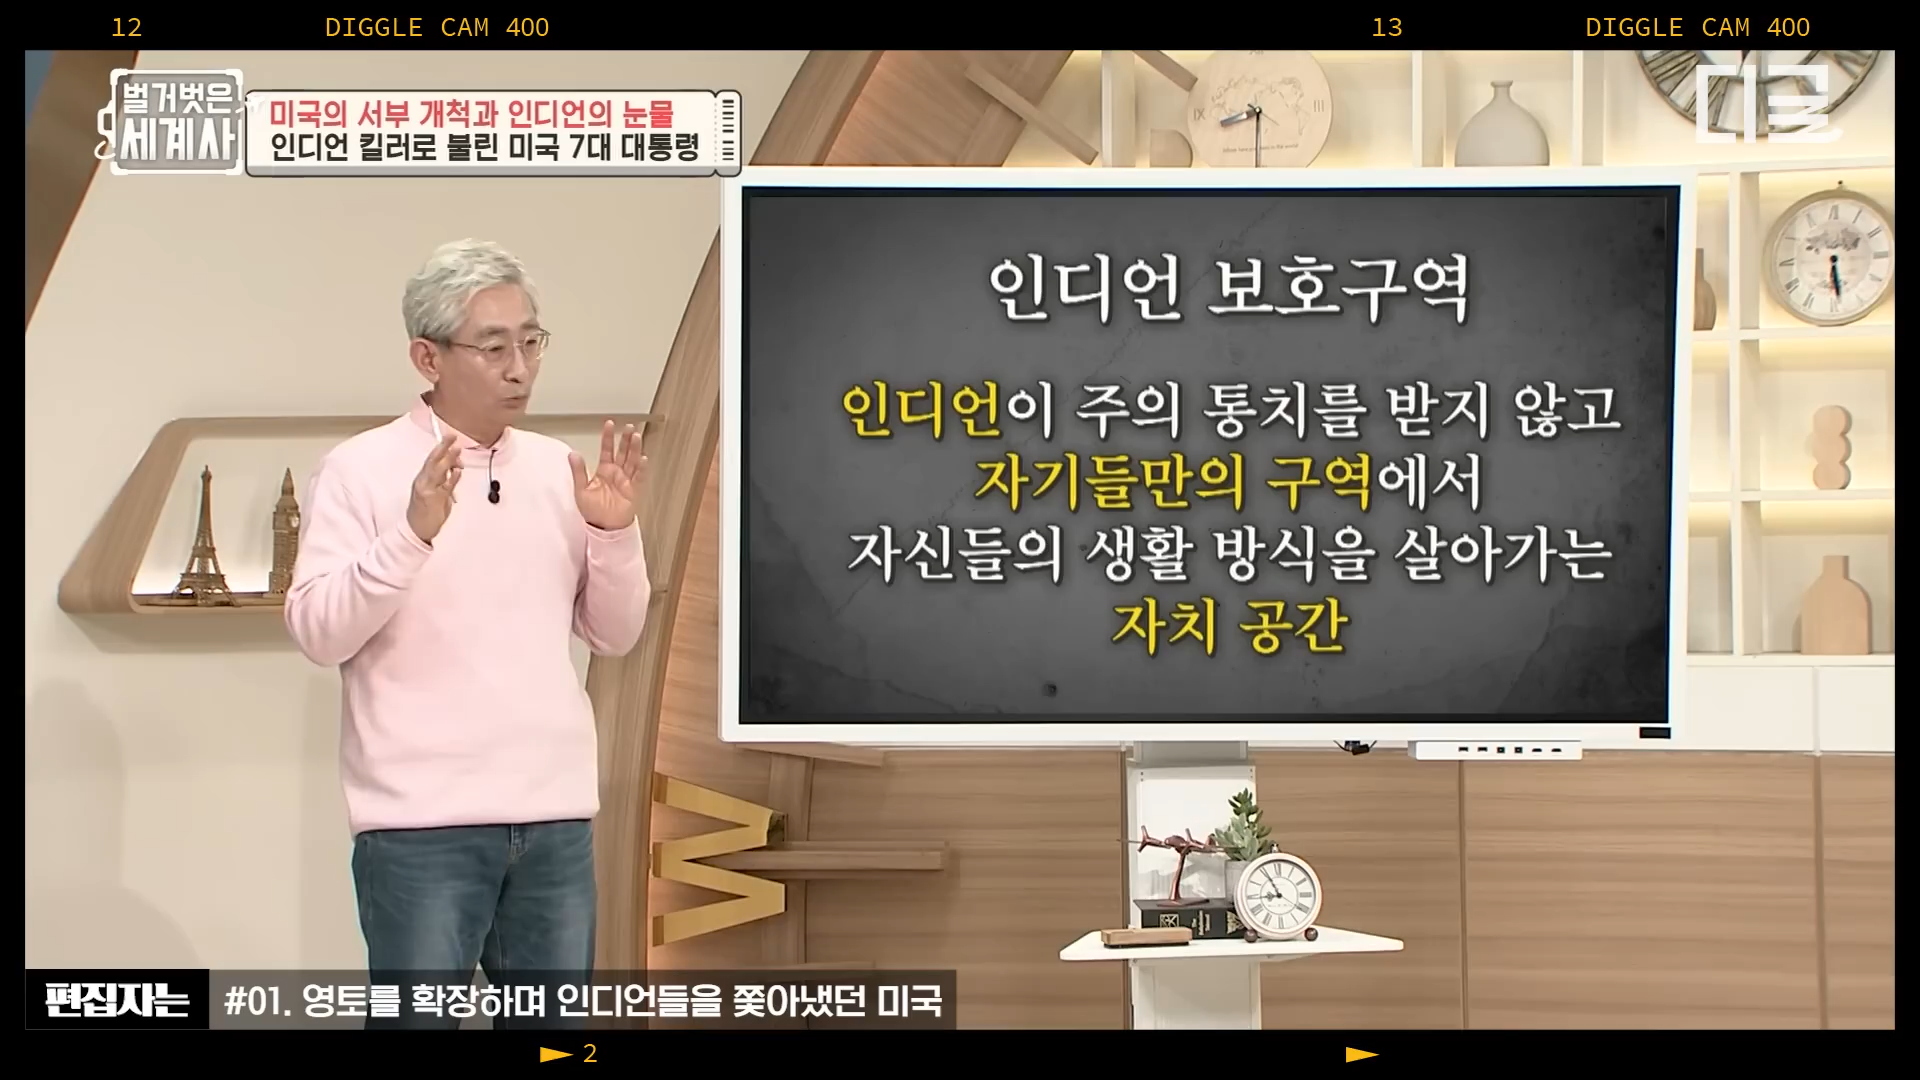 12
DIGGLE CAM 400
13
DIGGLE CAM 400
벌거벗은
세계사
미국의 서부 개척과 인디언의 눈물
인디언 킬러로 불린 미국 7대 대통령
디글
인디언 보호구역
인디언이 주의 통치를 받지 않고
자기들만의 구역에서
자신들의 생활 방식을 살아가는
자치 공간
편집자는
#01. 영토를 확장하며 인디언들을 쫓아냈던 미국
2